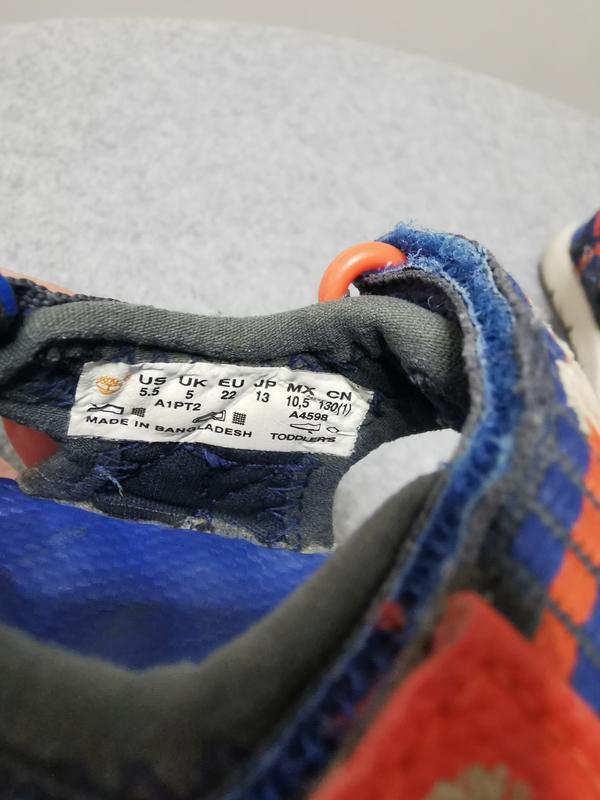 US UK EU JP MX CN
5.5 5 22 13 10,5 130(1)
A1PT2 A4598
MADE IN BANGLADESH TODDLERS